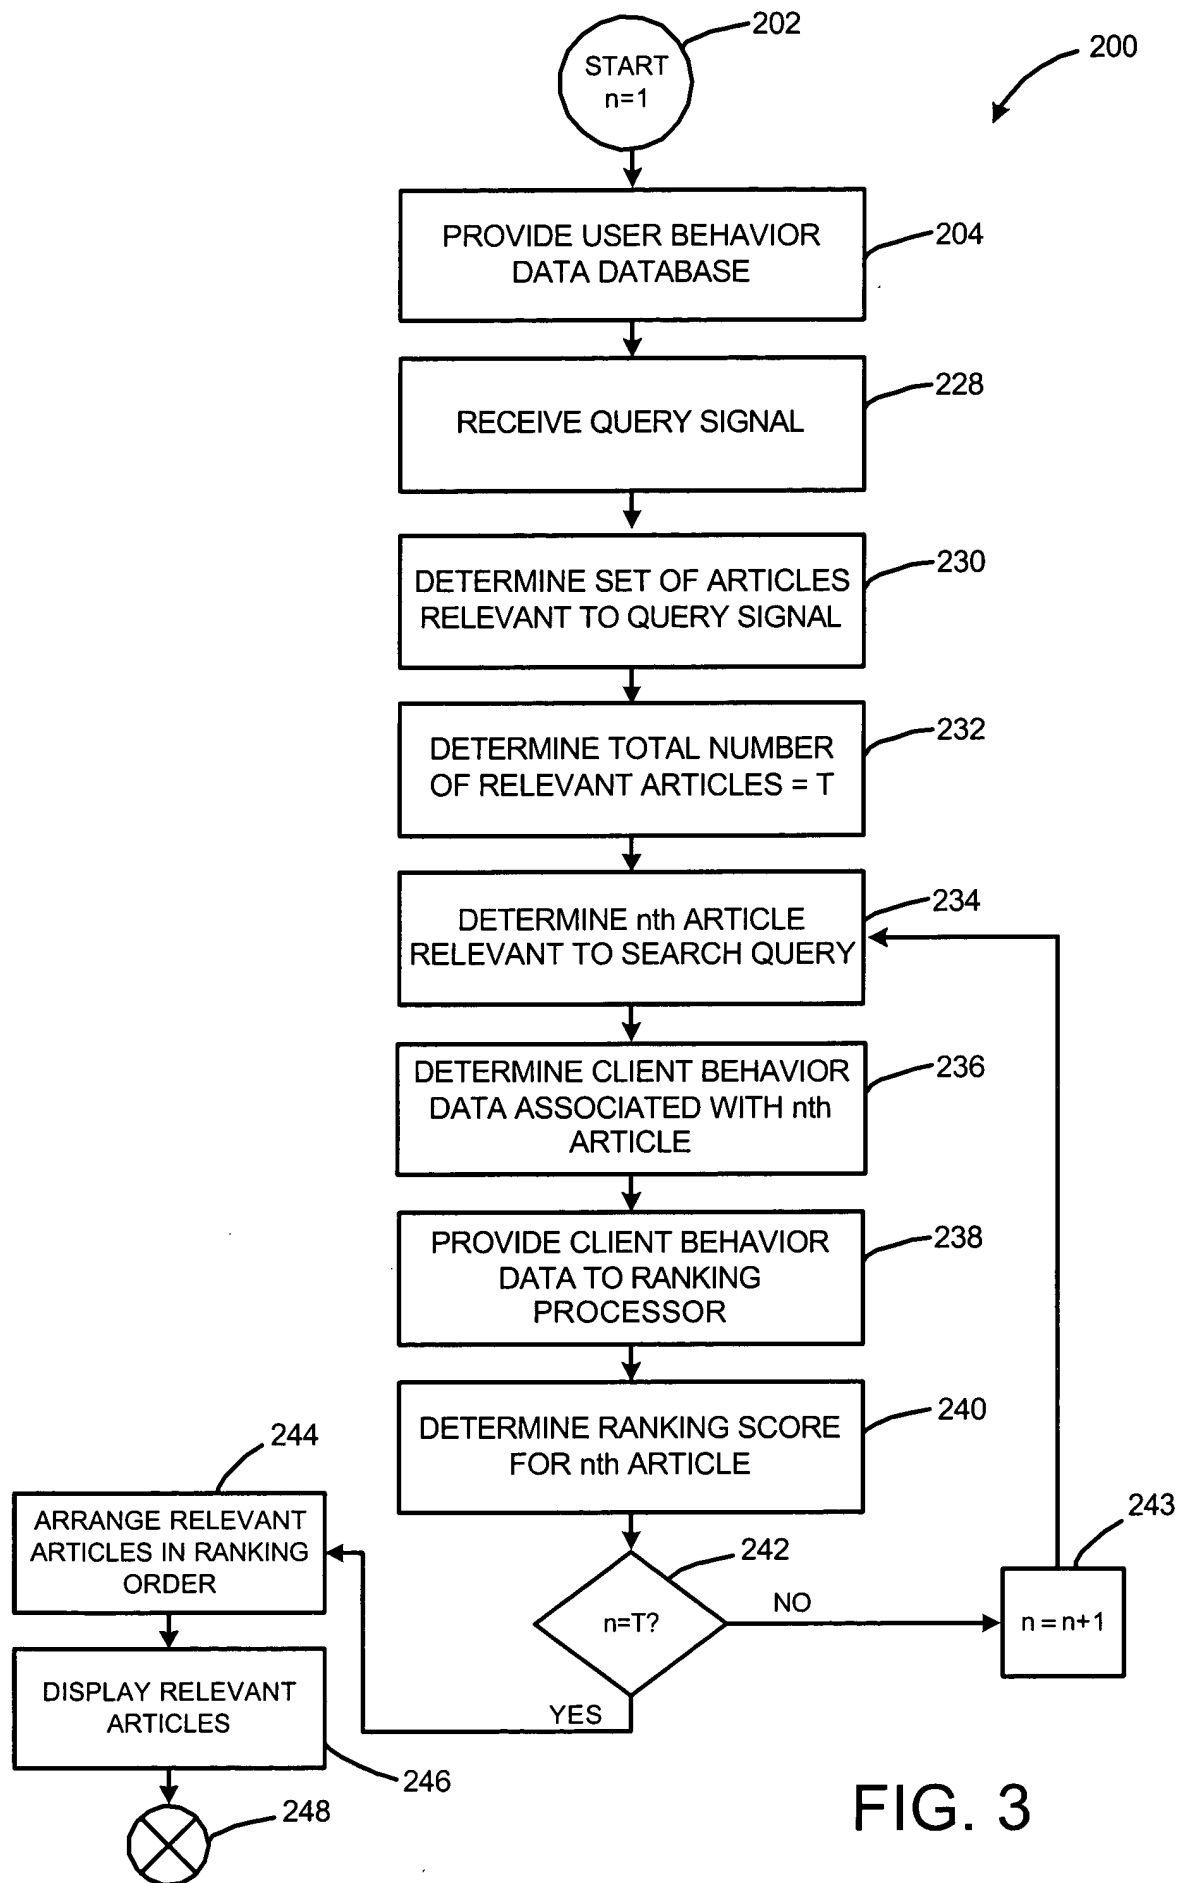 202
START
n=1
200
PROVIDE USER BEHAVIOR
DATA DATABASE
204
RECEIVE QUERY SIGNAL
228
DETERMINE SET OF ARTICLES
RELEVANT TO QUERY SIGNAL
230
DETERMINE TOTAL NUMBER
OF RELEVANT ARTICLES = T
232
DETERMINE nth ARTICLE
RELEVANT TO SEARCH QUERY
234
DETERMINE CLIENT BEHAVIOR
DATA ASSOCIATED WITH nth
ARTICLE
236
PROVIDE CLIENT BEHAVIOR
DATA TO RANKING
PROCESSOR
238
DETERMINE RANKING SCORE
FOR nth ARTICLE
240
n=T?
242
NO
n = n+1
243
YES
244
ARRANGE RELEVANT
ARTICLES IN RANKING
ORDER
DISPLAY RELEVANT
ARTICLES
246
248
FIG. 3